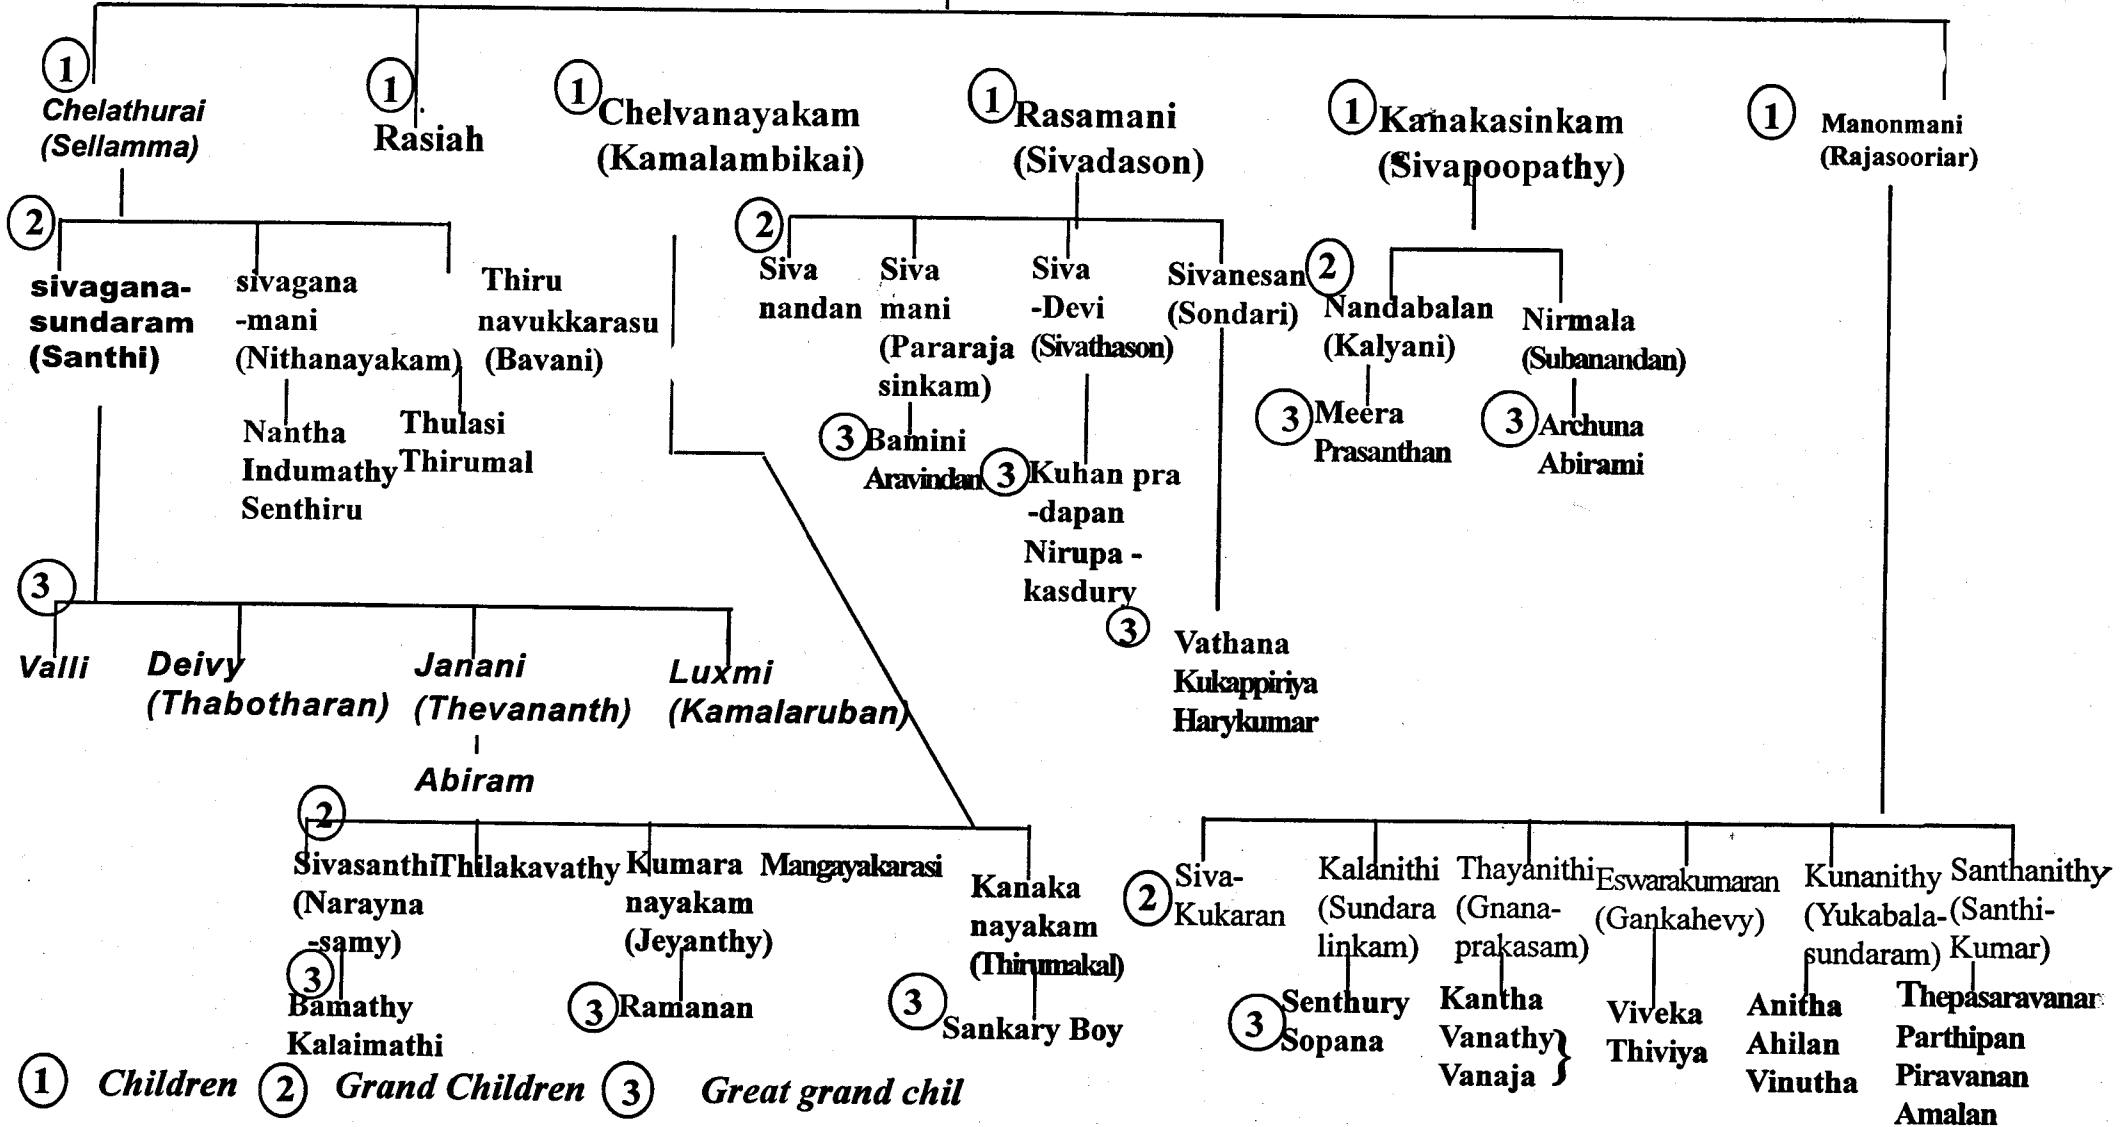 1
Chelathurai
(Sellamma)
1
Rasiah
1
Chelvanayakam
(Kamalambikai)
1
Rasamani
(Sivadason)
1
Kanakasinkam
(Sivapoopathy)
1
Manonmani
(Rajasooriar)
2
sivagana-
sundaram
(Santhi)
sivagana
-mani
(Nithanayakam)
Thiru
navukkarasu
(Bavani)
Nantha
Indumathy
Senthiru
Thulasi
Thirumal
2
Siva
nandan
Siva
mani
(Pararaja
sinkam)
Siva
-Devi
(Sivathason)
Sivanesan
(Sondari)
3
Bamini
Aravindan
3
Kuhan pra
-dapan
Nirupa -
kasdury
3
Vathana
Kukappiriya
Harykumar
2
Nandabalan
(Kalyani)
Nirmala
(Subanandan)
3
Meera
Prasanthan
3
Archuna
Abirami
3
Valli
Deivy
(Thabotharan)
Janani
(Thevananth)
Luxmi
(Kamalaruban)
Abiram
2
Sivasanthi
(Narayna
-samy)
Thilakavathy
Kumara
nayakam
(Jeyanthy)
Mangayakarasi
Kanaka
nayakam
(Thirumakal)
3
Bamathy
Kalaimathi
3
Ramanan
3
Sankary Boy
2
Siva-
Kukaran
Kalanithi
(Sundara
linkam)
Thayanithi
(Gnana-
prakasam)
Eswarakumaran
(Gankahevy)
Kunanithy
(Yukabala-
sundaram)
Santhanithy
(Santhi-
Kumar)
3
Senthury
Sopana
Kantha
Vanathy}
Vanaja
Viveka
Thiviya
Anitha
Ahilan
Vinutha
Thepasaravanar
Parthipan
Piravanan
Amalan
1 Children 2 Grand Children 3 Great grand chil